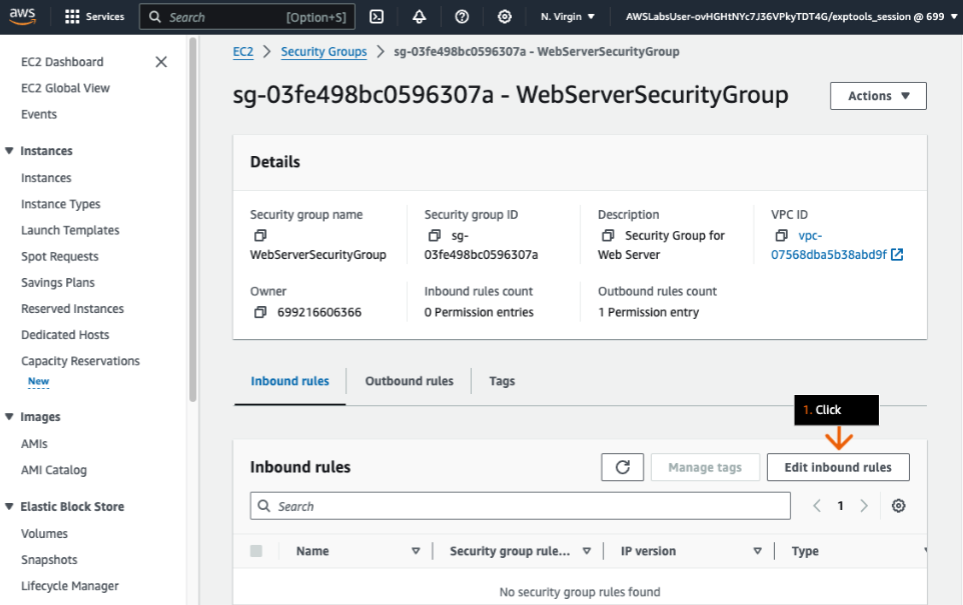 aws Services Search [Option+S] N. Virgin AWSLabsUser-ovHGHtNYc7J36VPkyTDT4G/exptools_session @ 699
EC2 Dashboard
EC2 Global View
Events
Instances
Instances
Instance Types
Launch Templates
Spot Requests
Savings Plans
Reserved Instances
Dedicated Hosts
Capacity Reservations
New
Images
AMIs
AMI Catalog
Elastic Block Store
Volumes
Snapshots
Lifecycle Manager
EC2 > Security Groups > sg-03fe498bc0596307a - WebServerSecurityGroup
sg-03fe498bc0596307a - WebServerSecurityGroup
Actions
Details
Security group name
WebServerSecurityGroup
Security group ID
sg-
03fe498bc0596307a
Description
Security Group for
Web Server
VPC ID
vpc-
07568dba5b38abd9f
Owner
699216606366
Inbound rules count
0 Permission entries
Outbound rules count
1 Permission entry
Inbound rules Outbound rules Tags
1. Click
Inbound rules
Manage tags Edit inbound rules
Search
1
Name Security group rule... IP version Type
No security group rules found